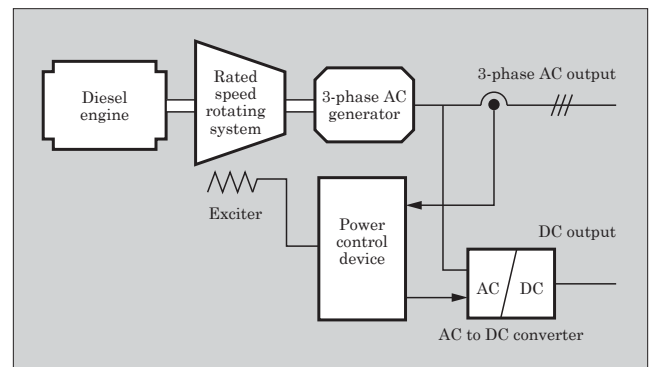 Diesel
engine
Rated
speed
rotating
system
3-phase AC
generator
3-phase AC output
Exciter
Power
control
device
DC output
AC
DC
AC to DC converter